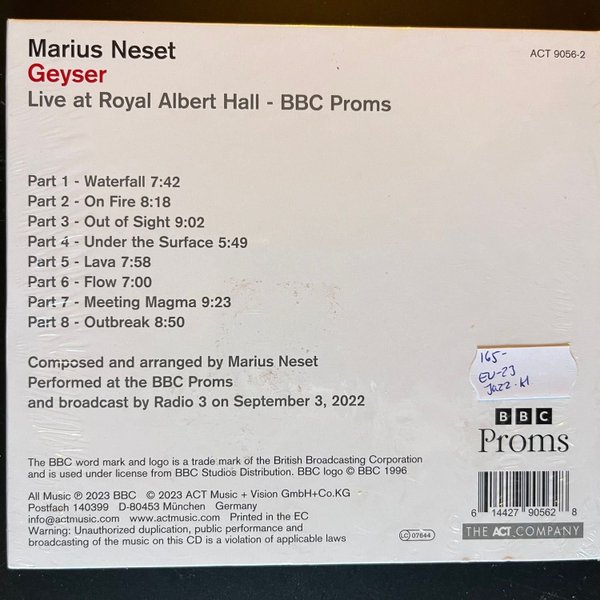 Marius Neset
ACT 9056-2
Geyser
Live at Royal Albert Hall - BBC Proms
Part 1 - Waterfall 7:42
Part 2 - On Fire 8:18
Part 3 - Out of Sight 9:02
Part 4 - Under the Surface 5:49
Part 5 - Lava 7:58
Part 6 - Flow 7:00
Part 7 - Meeting Magma 9:23
Part 8 - Outbreak 8:50
165-
EU-23
Jazz. kl.
Composed and arranged by Marius Neset
Performed at the BBC Proms
and broadcast by Radio 3 on September 3, 2022
BBC
Proms
The BBC word mark and logo is a trade mark of the British Broadcasting Corporation
and is used under license from BBC Studios Distribution. BBC logo © BBC 1996
All Music ℗ 2023 BBC © 2023 ACT Music + Vision GmbH+Co.KG
Postfach 140399 D-80453 München Germany
info@actmusic.com www.actmusic.com Printed in the EC
Warning: Unauthorized duplication, public performance and
broadcasting of the music on this CD is a violation of applicable laws
LC 07644
6 14427 90562 8
THE ACT COMPANY